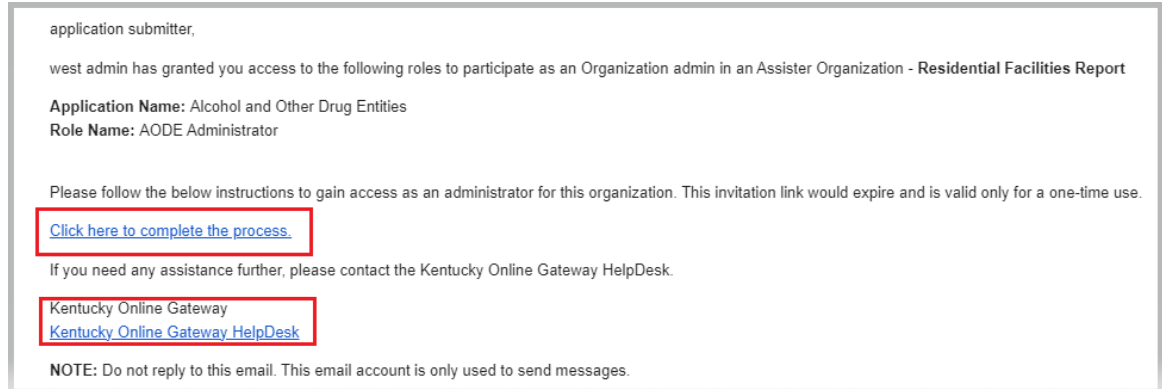 application submitter,
west admin has granted you access to the following roles to participate as an Organization admin in an Assister Organization - Residential Facilities Report
Application Name: Alcohol and Other Drug Entities
Role Name: AODE Administrator
Please follow the below instructions to gain access as an administrator for this organization. This invitation link would expire and is valid only for a one-time use.
Click here to complete the process.
If you need any assistance further, please contact the Kentucky Online Gateway HelpDesk.
Kentucky Online Gateway
Kentucky Online Gateway HelpDesk
NOTE: Do not reply to this email. This email account is only used to send messages.